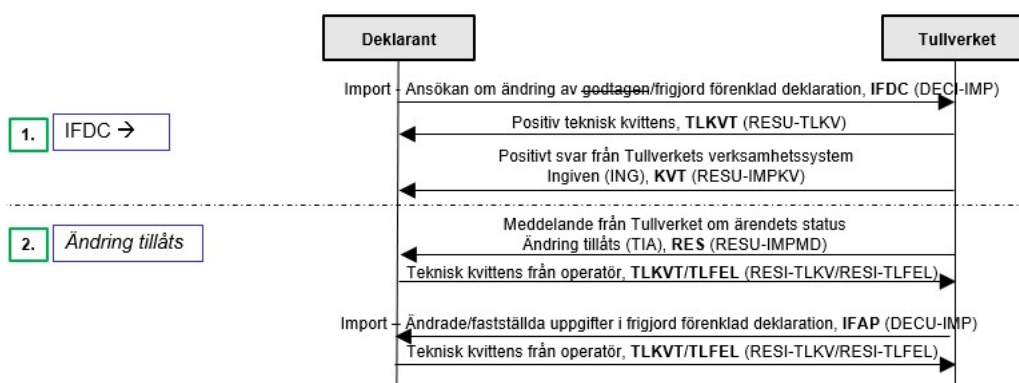 Deklarant
Tullverket
Import – Ansökan om ändring av godtagen/frigjord förenklad deklaration, IFDC (DECI-IMP)
1.
IFDC →
Positiv teknisk kvittens, TLKVT (RESU-TLKV)
Positivt svar från Tullverkets verksamhetssystem
Ingiven (ING), KVT (RESU-IMPKV)
2.
Ändring tillåts
Meddelande från Tullverket om ärendets status
Ändring tillåts (TIA), RES (RESU-IMPMD)
Teknisk kvittens från operatör, TLKVT/TLFEL (RESI-TLKV/RESI-TLFEL)
Import – Ändrade/fastställda uppgifter i frigjord förenklad deklaration, IFAP (DECU-IMP)
Teknisk kvittens från operatör, TLKVT/TLFEL (RESI-TLKV/RESI-TLFEL)